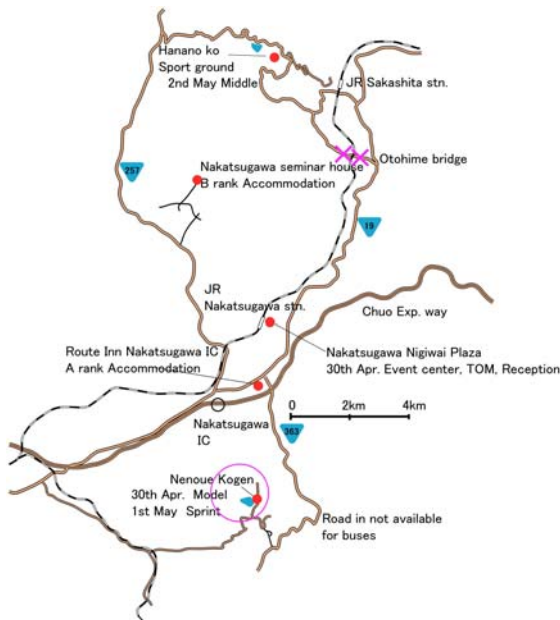 Hanano ko
Sport ground
2nd May Middle
JR Sakashita stn.
Otohime bridge
257
Nakatsugawa seminar house
B rank Accommodation
19
JR
Nakatsugawa stn.
Chuo Exp. way
Route Inn Nakatsugawa IC
A rank Accommodation
Nakatsugawa Nigiwai Plaza
30th Apr. Event center, TOM, Reception
0 2km 4km
Nakatsugawa
IC
363
Nenoue Kogen
30th Apr. Model
1st May Sprint
Road in not available
for buses